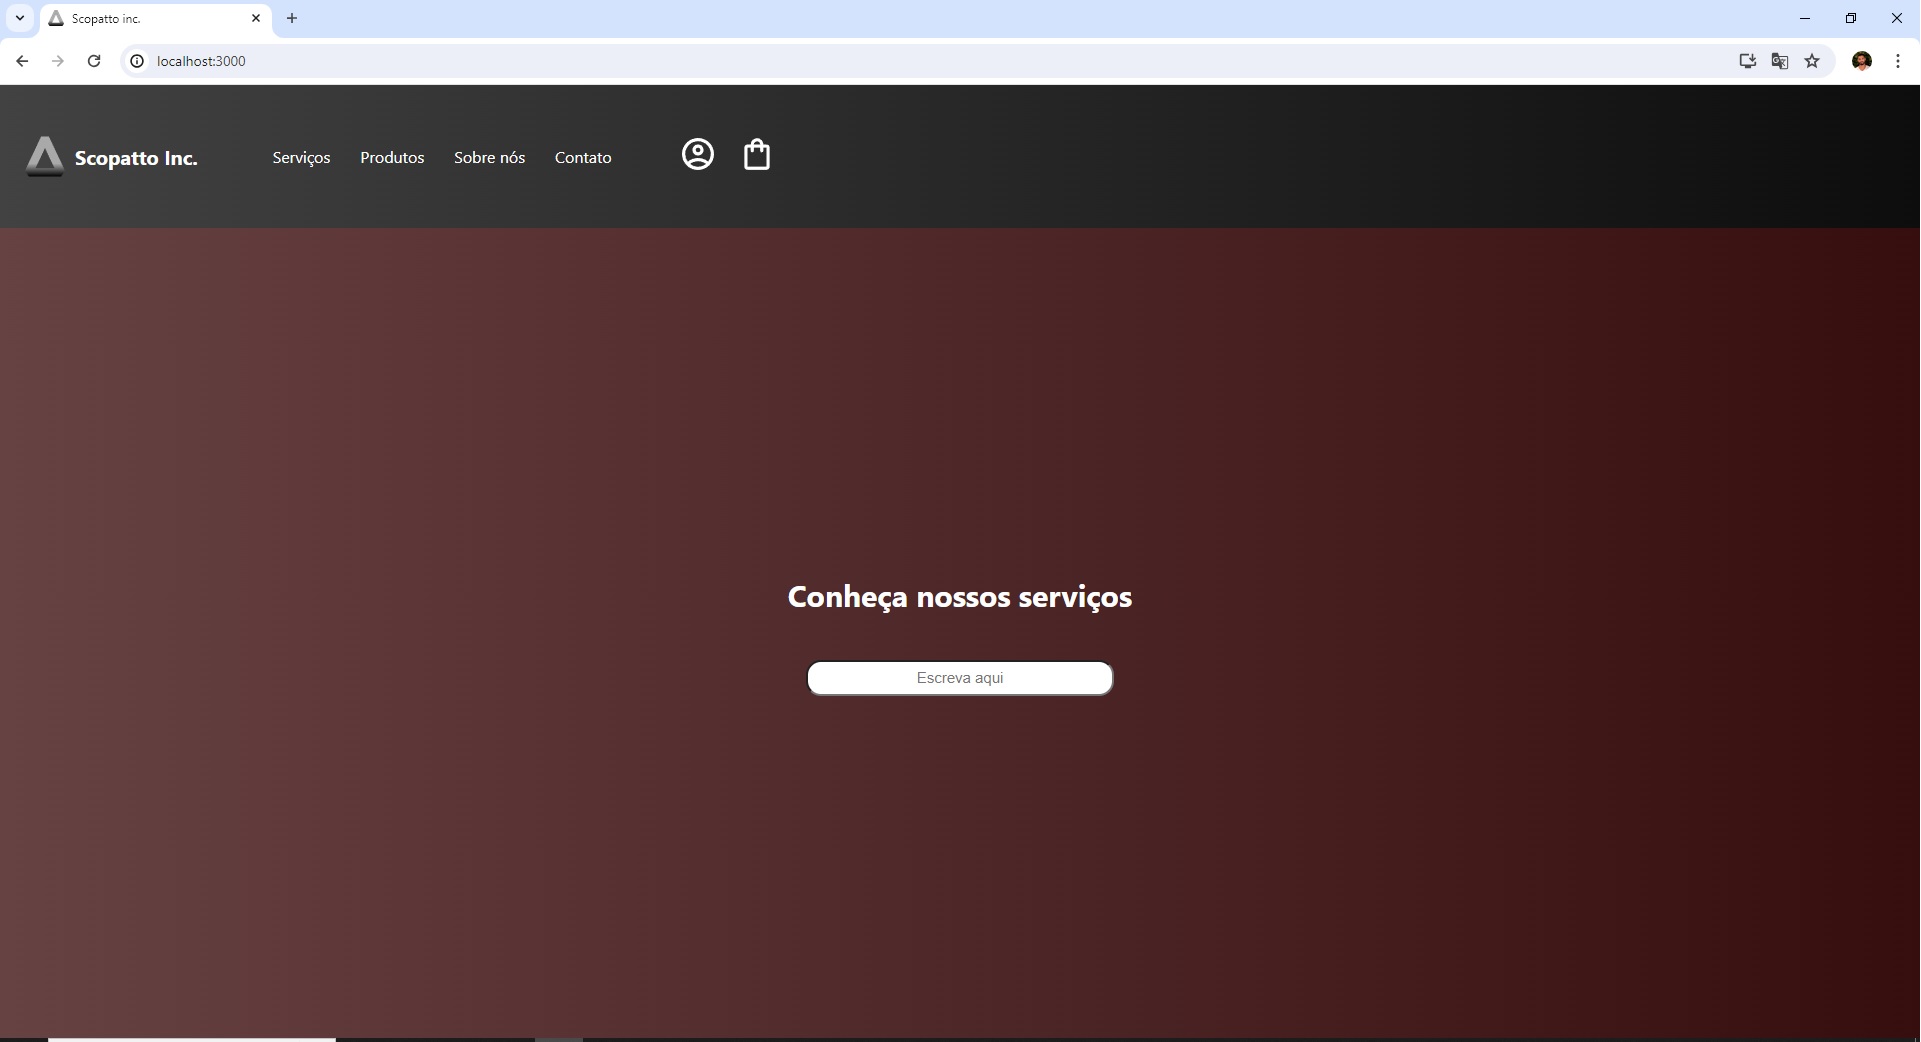 Scopatto inc.
localhost:3000
Scopatto Inc.
Serviços Produtos Sobre nós Contato
Conheça nossos serviços
Escreva aqui